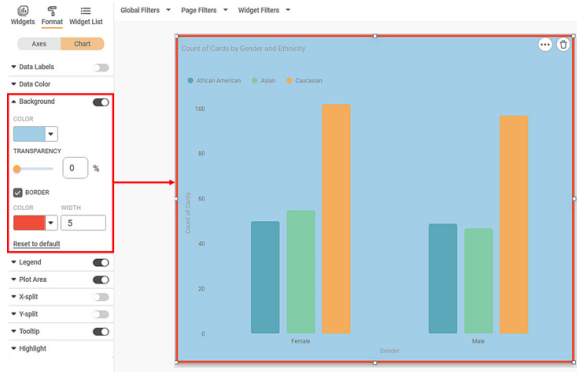 Widgets Format Widget List
Global Filters Page Filters Widget Filters
Axes Chart
Data Labels
Data Color
Background
COLOR
TRANSPARENCY
0 %
BORDER
COLOR WIDTH
5
Reset to default
Legend
Plot Area
X-split
Y-split
Tooltip
Highlight
Count of Cards by Gender and Ethnicity
African American Asian Caucasian
100
80
60
40
20
0
Count of Cards
Female Male
Gender